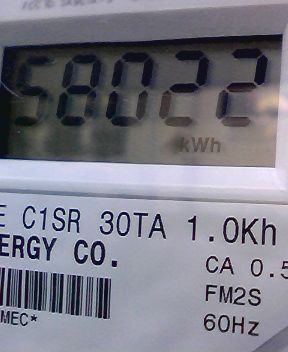 58022
kWh
E C1SR 30TA 1.0Kh
ERGY CO.
CA 0.5
FM2S
MEC*
60Hz